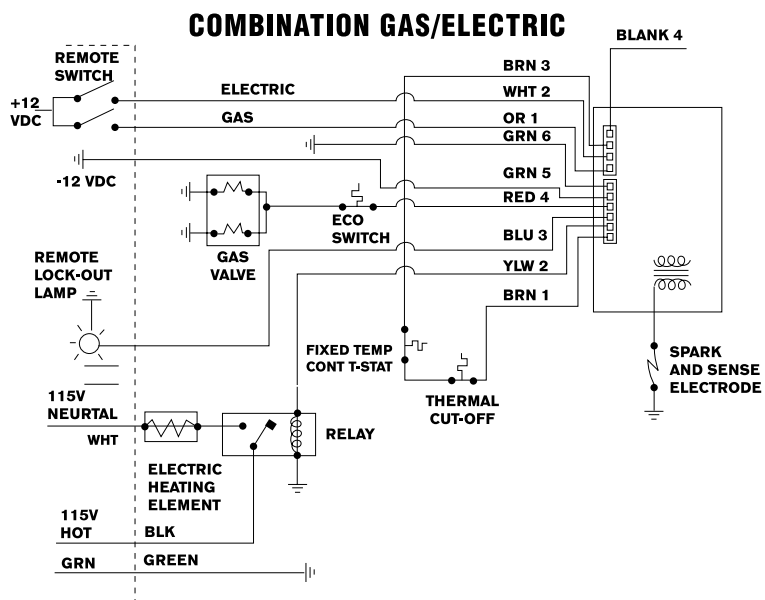 COMBINATION GAS/ELECTRIC
BLANK 4
REMOTE
SWITCH
BRN 3
ELECTRIC
WHT 2
+12
VDC
GAS
OR 1
GRN 6
-12 VDC
GRN 5
RED 4
ECO
SWITCH
BLU 3
GAS
VALVE
REMOTE
LOCK-OUT
LAMP
YLW 2
BRN 1
FIXED TEMP
CONT T-STAT
SPARK
AND SENSE
ELECTRODE
THERMAL
CUT-OFF
115V
NEURTAL
WHT
RELAY
ELECTRIC
HEATING
ELEMENT
115V
HOT
BLK
GRN
GREEN